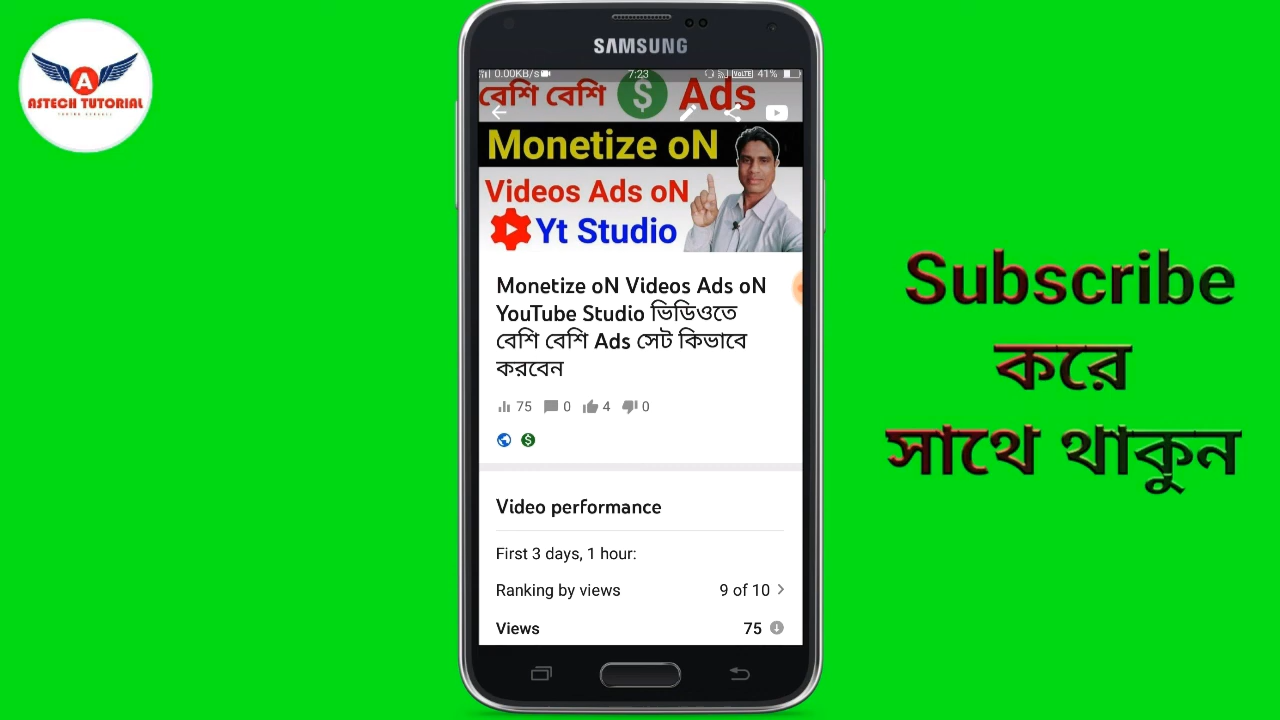 A
ASTECH TUTORIAL
SAMSUNG
0.00KB/s 7:23 VoLTE 41%
বেশি বেশি $ Ads
Monetize oN
Videos Ads oN
Yt Studio
Monetize oN Videos Ads oN
YouTube Studio ভিডিওতে
বেশি বেশি Ads সেট কিভাবে
করবেন
75 0 4 0
$
Video performance
First 3 days, 1 hour:
Ranking by views 9 of 10
Views 75
Subscribe
করে
সাথে থাকুন